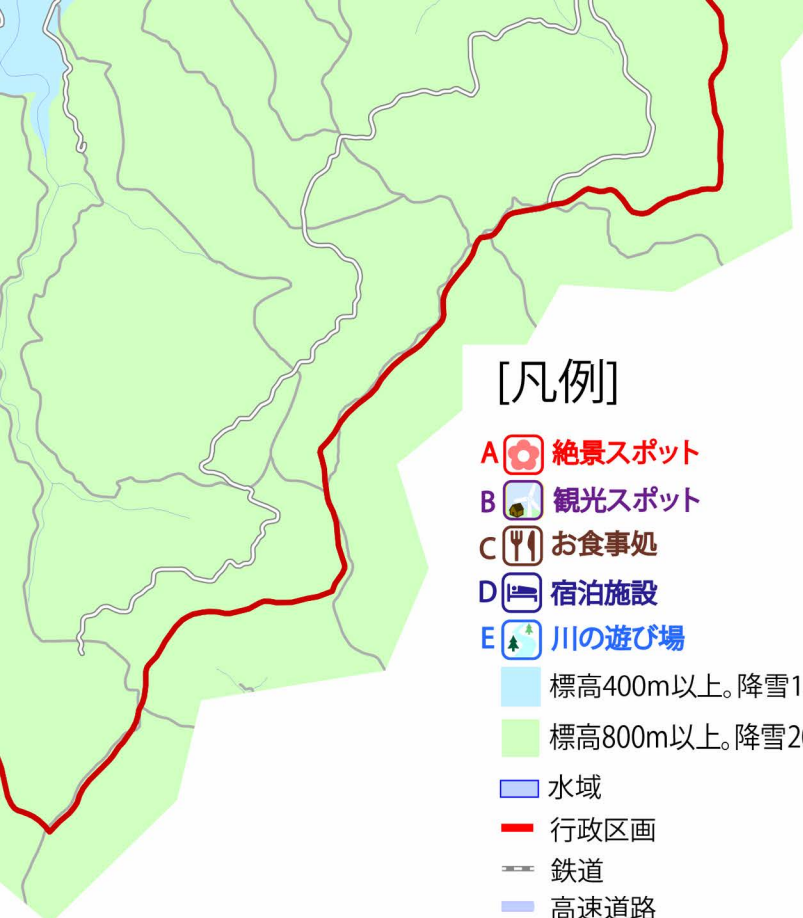 [凡例]
A 絶景スポット
B 観光スポット
C お食事処
D 宿泊施設
E 川の遊び場
標高400m以上。降雪1
標高800m以上。降雪2
水域
行政区画
鉄道
高速道路